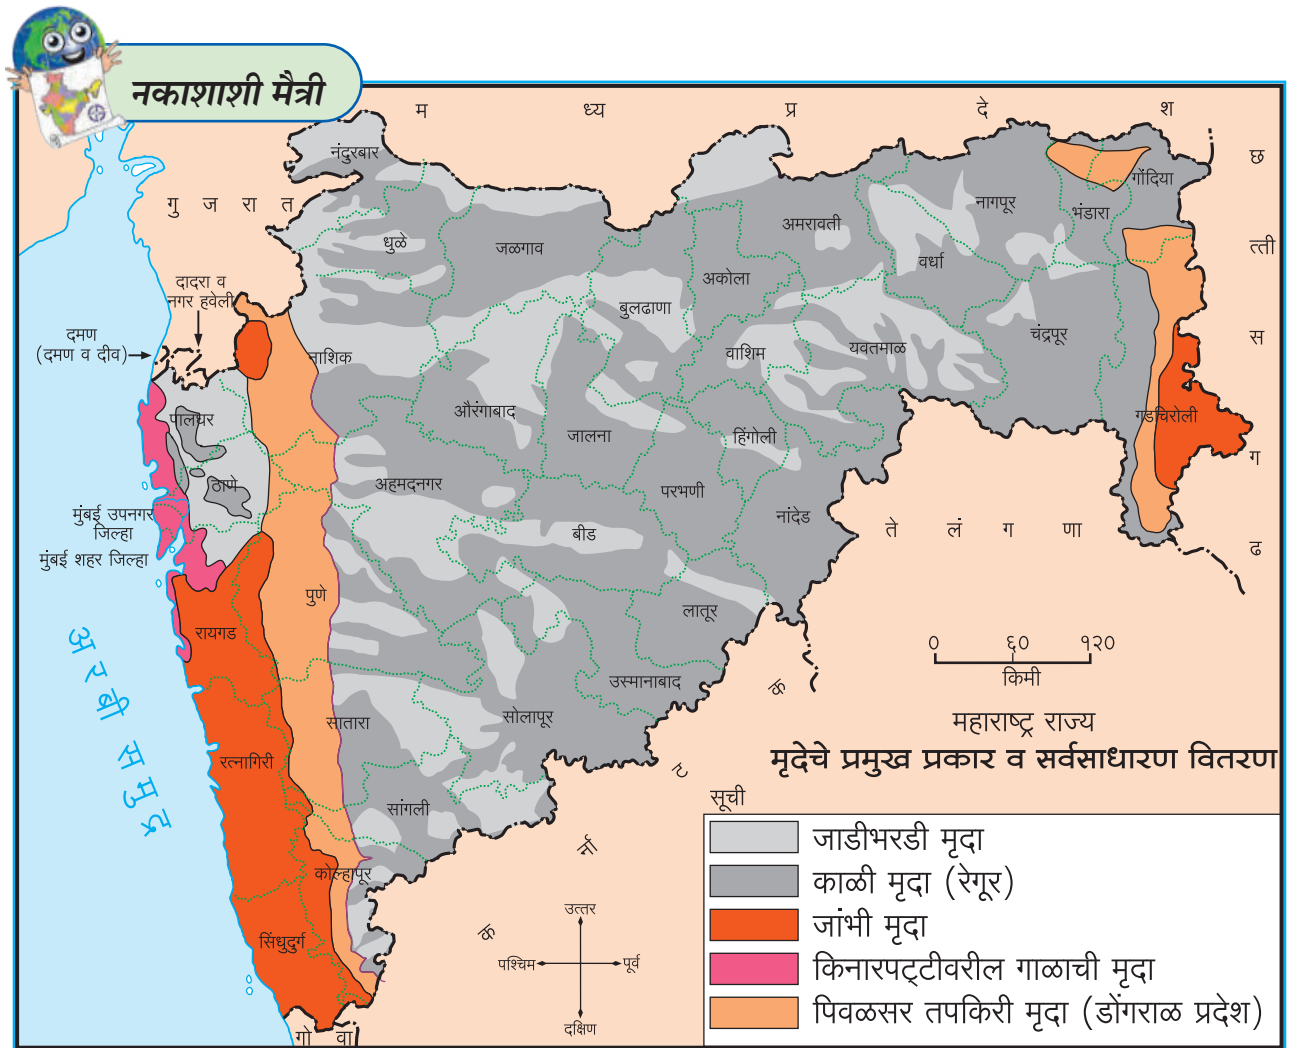 नकाशाशी मैत्री
म ध्य प्र दे श
छ
त्ती
स
ग
ढ
गु ज रा त
नंदुरबार
धुळे
जळगाव
अमरावती
नागपूर
गोंदिया
भंडारा
वर्धा
अकोला
बुलढाणा
वाशिम
यवतमाळ
चंद्रपूर
गडचिरोली
दादरा व
नगर हवेली
दमण
(दमण व दीव)
नाशिक
पालघर
ठाणे
औरंगाबाद
जालना
हिंगोली
अहमदनगर
परभणी
नांदेड
बीड
मुंबई उपनगर
जिल्हा
मुंबई शहर जिल्हा
ते लं ग णा
पुणे
रायगड
लातूर
उस्मानाबाद
सोलापूर
सातारा
रत्नागिरी
सांगली
कोल्हापूर
सिंधुदुर्ग
अ र बी स मु द्र
क र्ना ट क
गो वा
० ६० १२०
किमी
महाराष्ट्र राज्य
मृदेचे प्रमुख प्रकार व सर्वसाधारण वितरण
सूची
जाडीभरडी मृदा
काळी मृदा (रेगूर)
जांभी मृदा
किनारपट्टीवरील गाळाची मृदा
पिवळसर तपकिरी मृदा (डोंगराळ प्रदेश)
उत्तर
पश्चिम पूर्व
दक्षिण